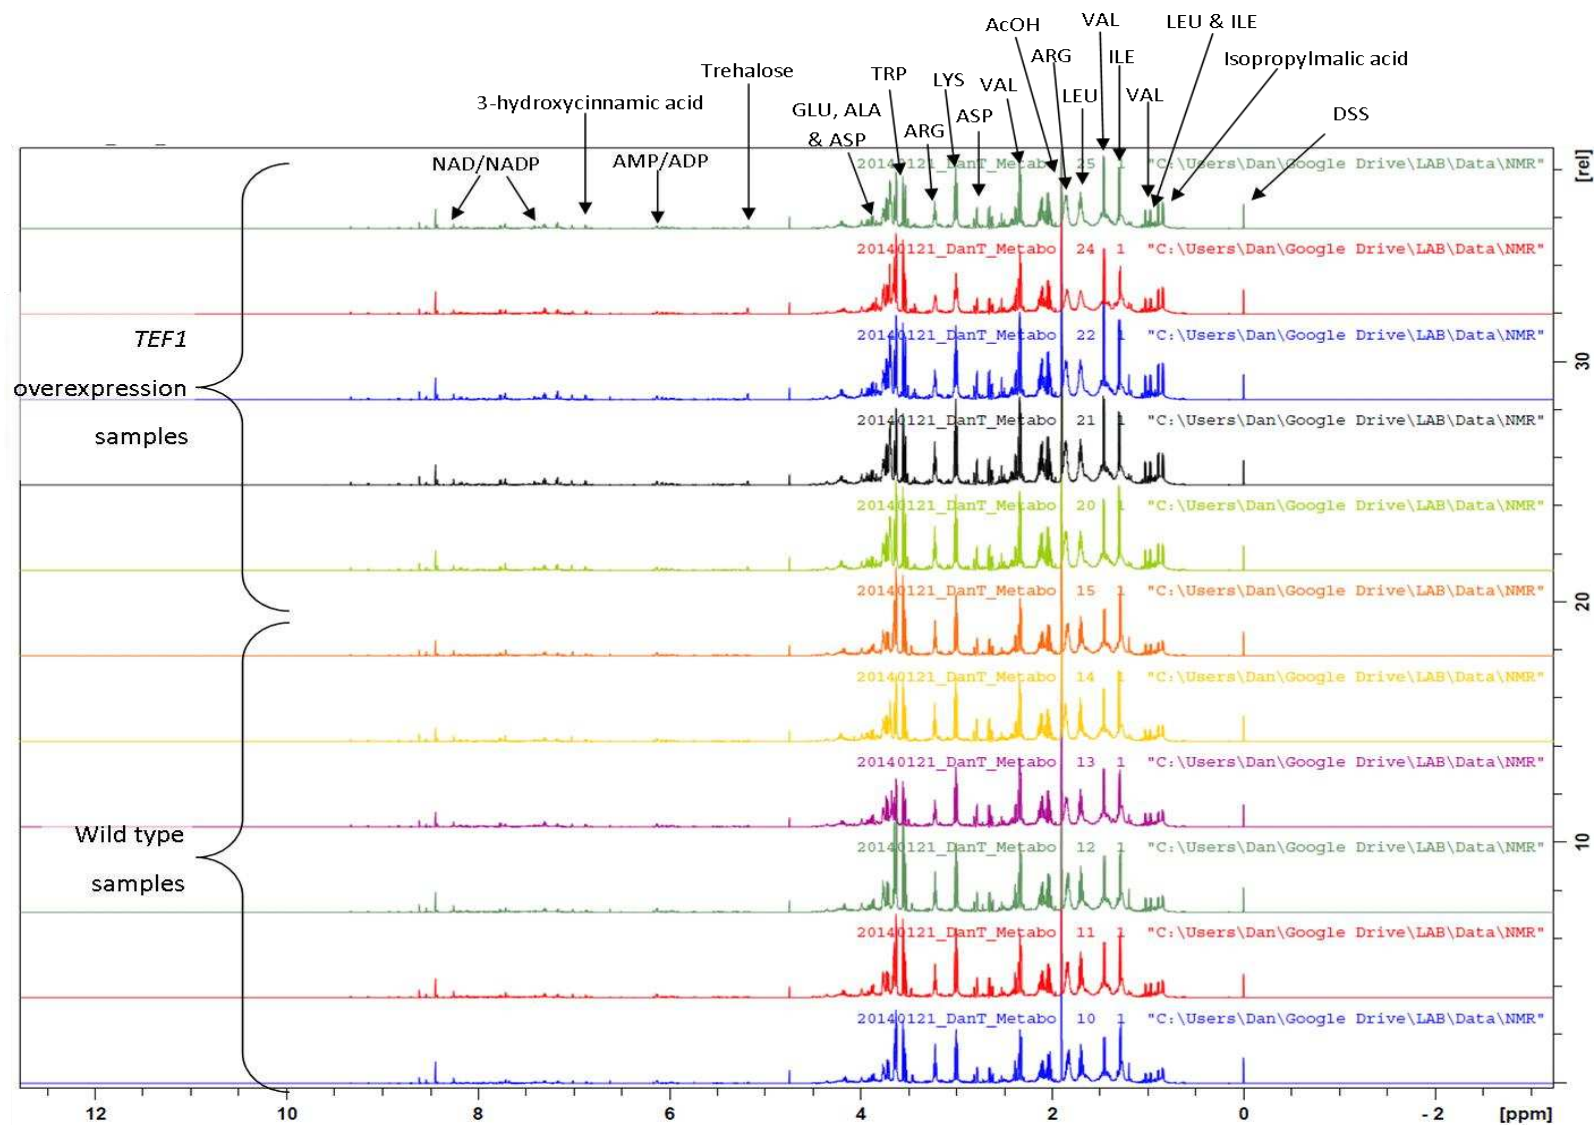 AcOH
VAL
LEU & ILE
ARG
ILE
Isopropylmalic acid
Trehalose
TRP
LYS
VAL
LEU
VAL
3-hydroxycinnamic acid
GLU, ALA
& ASP
ARG
ASP
DSS
NAD/NADP
AMP/ADP
20140121_DanT_Metabo 25 1 "C:\Users\Dan\Google Drive\LAB\Data\NMR"
[rel]
20140121_DanT_Metabo 24 1 "C:\Users\Dan\Google Drive\LAB\Data\NMR"
TEF1
overexpression
samples
20140121_DanT_Metabo 22 1 "C:\Users\Dan\Google Drive\LAB\Data\NMR"
30
20140121_DanT_Metabo 21 1 "C:\Users\Dan\Google Drive\LAB\Data\NMR"
20140121_DanT_Metabo 20 1 "C:\Users\Dan\Google Drive\LAB\Data\NMR"
20140121_DanT_Metabo 15 1 "C:\Users\Dan\Google Drive\LAB\Data\NMR"
20
20140121_DanT_Metabo 14 1 "C:\Users\Dan\Google Drive\LAB\Data\NMR"
20140121_DanT_Metabo 13 1 "C:\Users\Dan\Google Drive\LAB\Data\NMR"
Wild type
samples
20140121_DanT_Metabo 12 1 "C:\Users\Dan\Google Drive\LAB\Data\NMR"
10
20140121_DanT_Metabo 11 1 "C:\Users\Dan\Google Drive\LAB\Data\NMR"
20140121_DanT_Metabo 10 1 "C:\Users\Dan\Google Drive\LAB\Data\NMR"
12 10 8 6 4 2 0 - 2 [ppm]